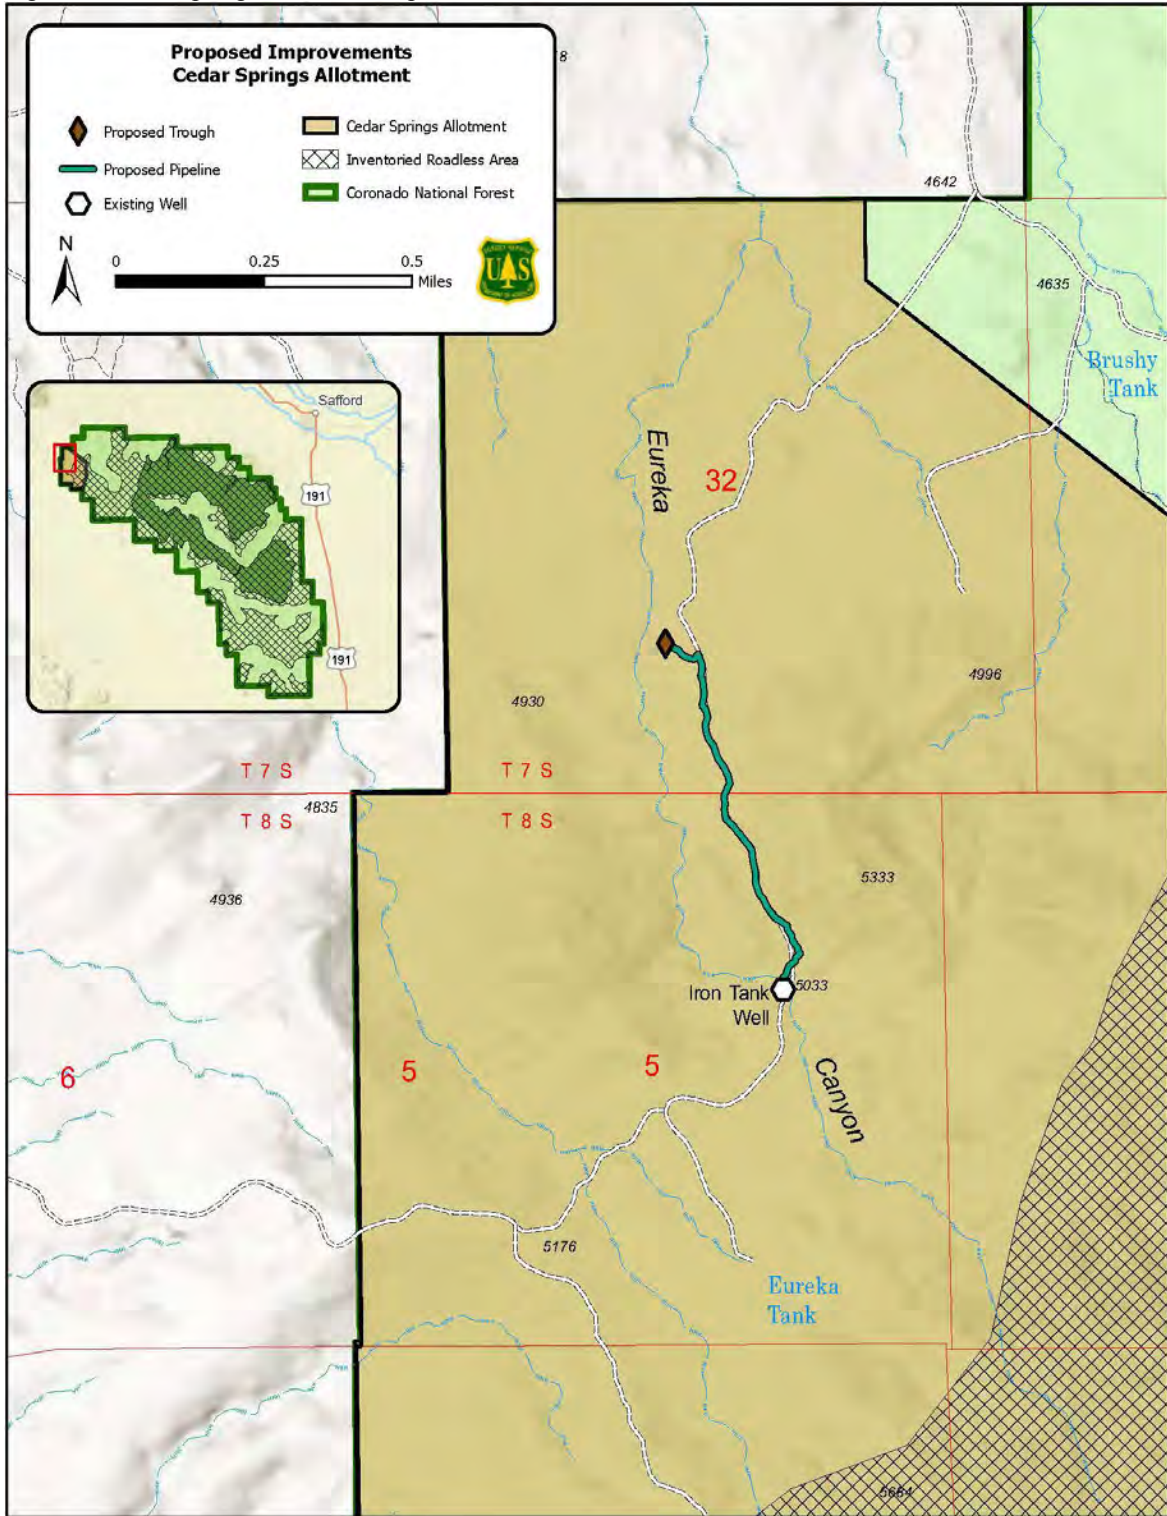 Proposed Improvements
Cedar Springs Allotment
Proposed Trough
Proposed Pipeline
Existing Well
Cedar Springs Allotment
Inventoried Roadless Area
Coronado National Forest
N
0 0.25 0.5
Miles
US
8
4642
4635
Brushy
Tank
Safford
191
191
Eureka
32
4930
4996
T 7 S T 7 S
4835
T 8 S T 8 S
4936
5333
Iron Tank
Well
5033
Canyon
6
5
5
5176
Eureka
Tank
5664